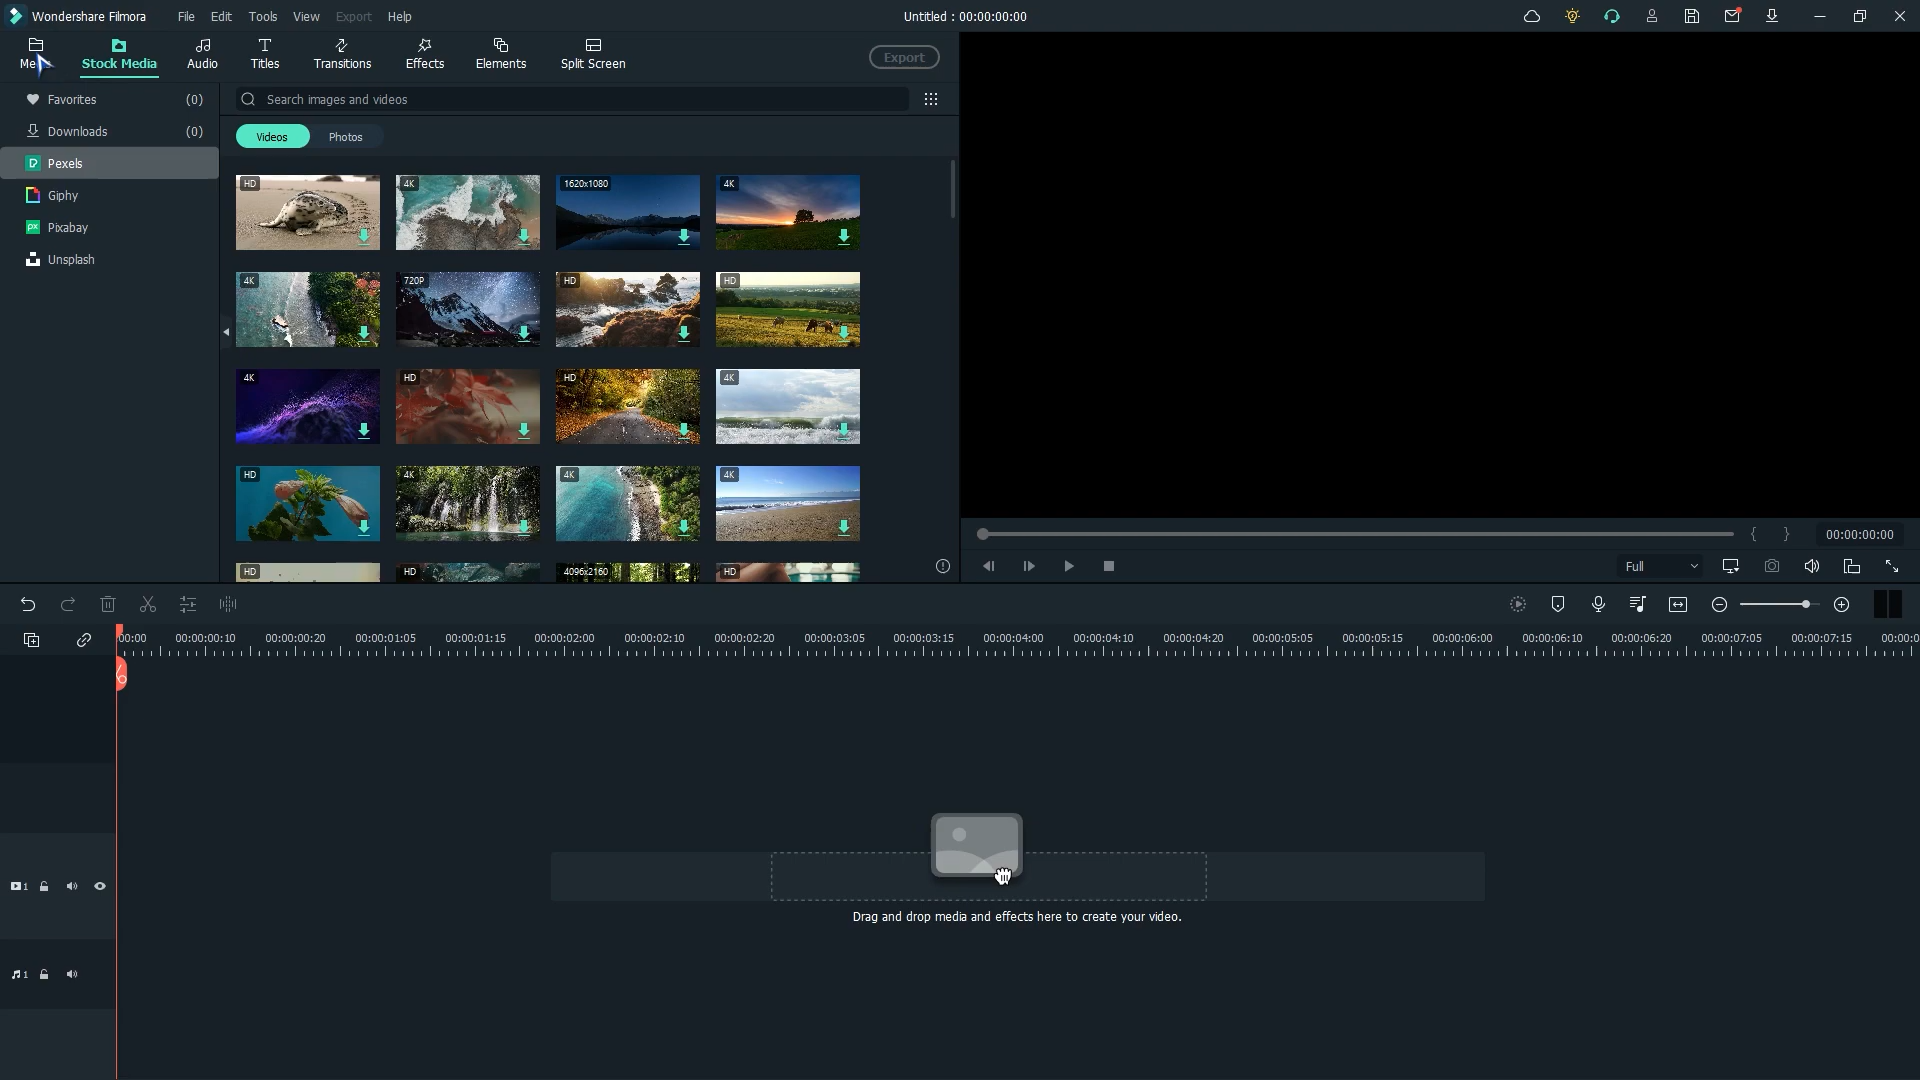 Wondershare Filmora
File Edit Tools View Export Help
Untitled : 00:00:00:00
Stock Media Audio Titles Transitions Effects Elements Split Screen Export
Favorites (0)
Downloads (0)
Pexels
Giphy
Pixabay
Unsplash
Search images and videos
Videos Photos
HD 4K 1620x1080 4K
4K 720P HD HD
4K HD HD 4K
HD 4K 4K 4K
HD HD 4096x2160 HD
{ } 00:00:00:00
Full
00:00 00:00:00:10 00:00:00:20 00:00:01:05 00:00:01:15 00:00:02:00 00:00:02:10 00:00:02:20 00:00:03:05 00:00:03:15 00:00:04:00 00:00:04:10 00:00:04:20 00:00:05:05 00:00:05:15 00:00:06:00 00:00:06:10 00:00:06:20 00:00:07:05 00:00:07:15 00:00:0
1
Drag and drop media and effects here to create your video.
1